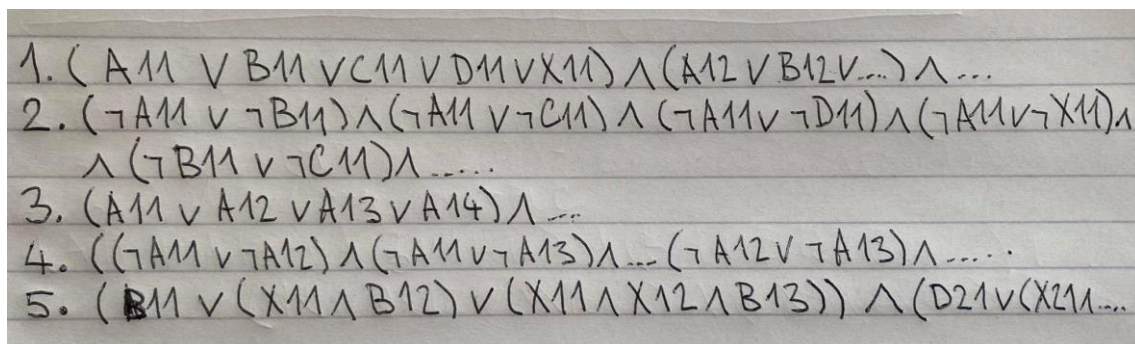 1. ( A11 ∨ B11 ∨ C11 ∨ D11 ∨ X11) ∧ (A12 ∨ B12 ∨ ...) ∧ ...
2. (¬A11 ∨ ¬B11) ∧ (¬A11 ∨ ¬C11) ∧ (¬A11 ∨ ¬D11) ∧ (¬A11 ∨ ¬X11) ∧
∧ (¬B11 ∨ ¬C11) ∧ .....
3. (A11 ∨ A12 ∨ A13 ∨ A14) ∧ ...
4. ((¬A11 ∨ ¬A12) ∧ (¬A11 ∨ ¬A13) ∧ ... (¬A12 ∨ ¬A13) ∧ .....
5. (B11 ∨ (X11 ∧ B12) ∨ (X11 ∧ X12 ∧ B13)) ∧ (D21 ∨ (X21 ∧ ....